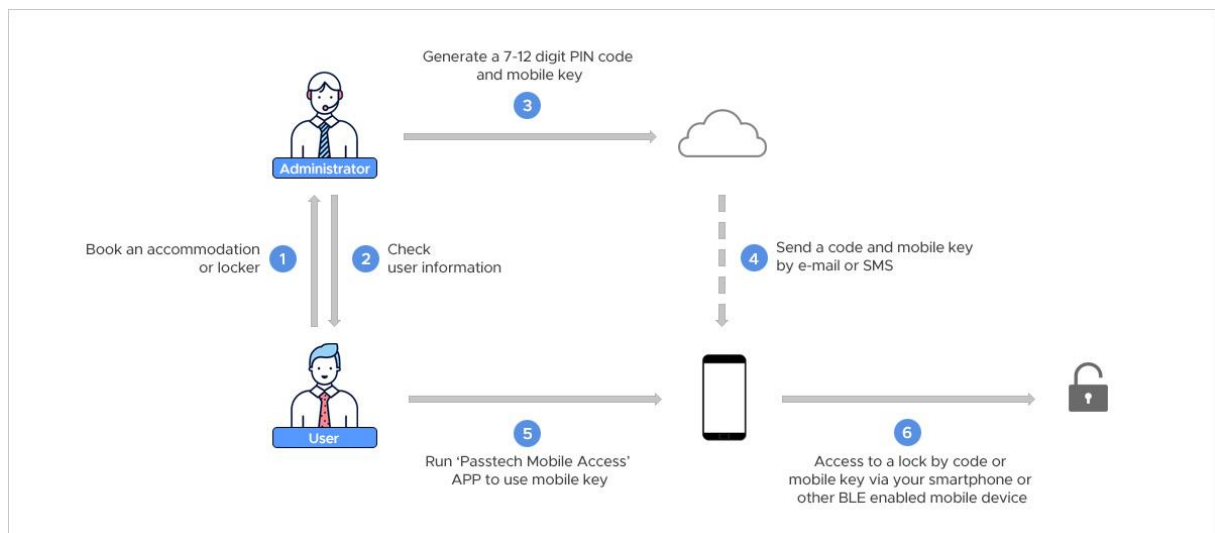 Generate a 7-12 digit PIN code
and mobile key
3
Administrator
Book an accommodation
or locker
1
2
Check
user information
4
Send a code and mobile key
by e-mail or SMS
User
5
Run ‘Passtech Mobile Access’
APP to use mobile key
6
Access to a lock by code or
mobile key via your smartphone or
other BLE enabled mobile device